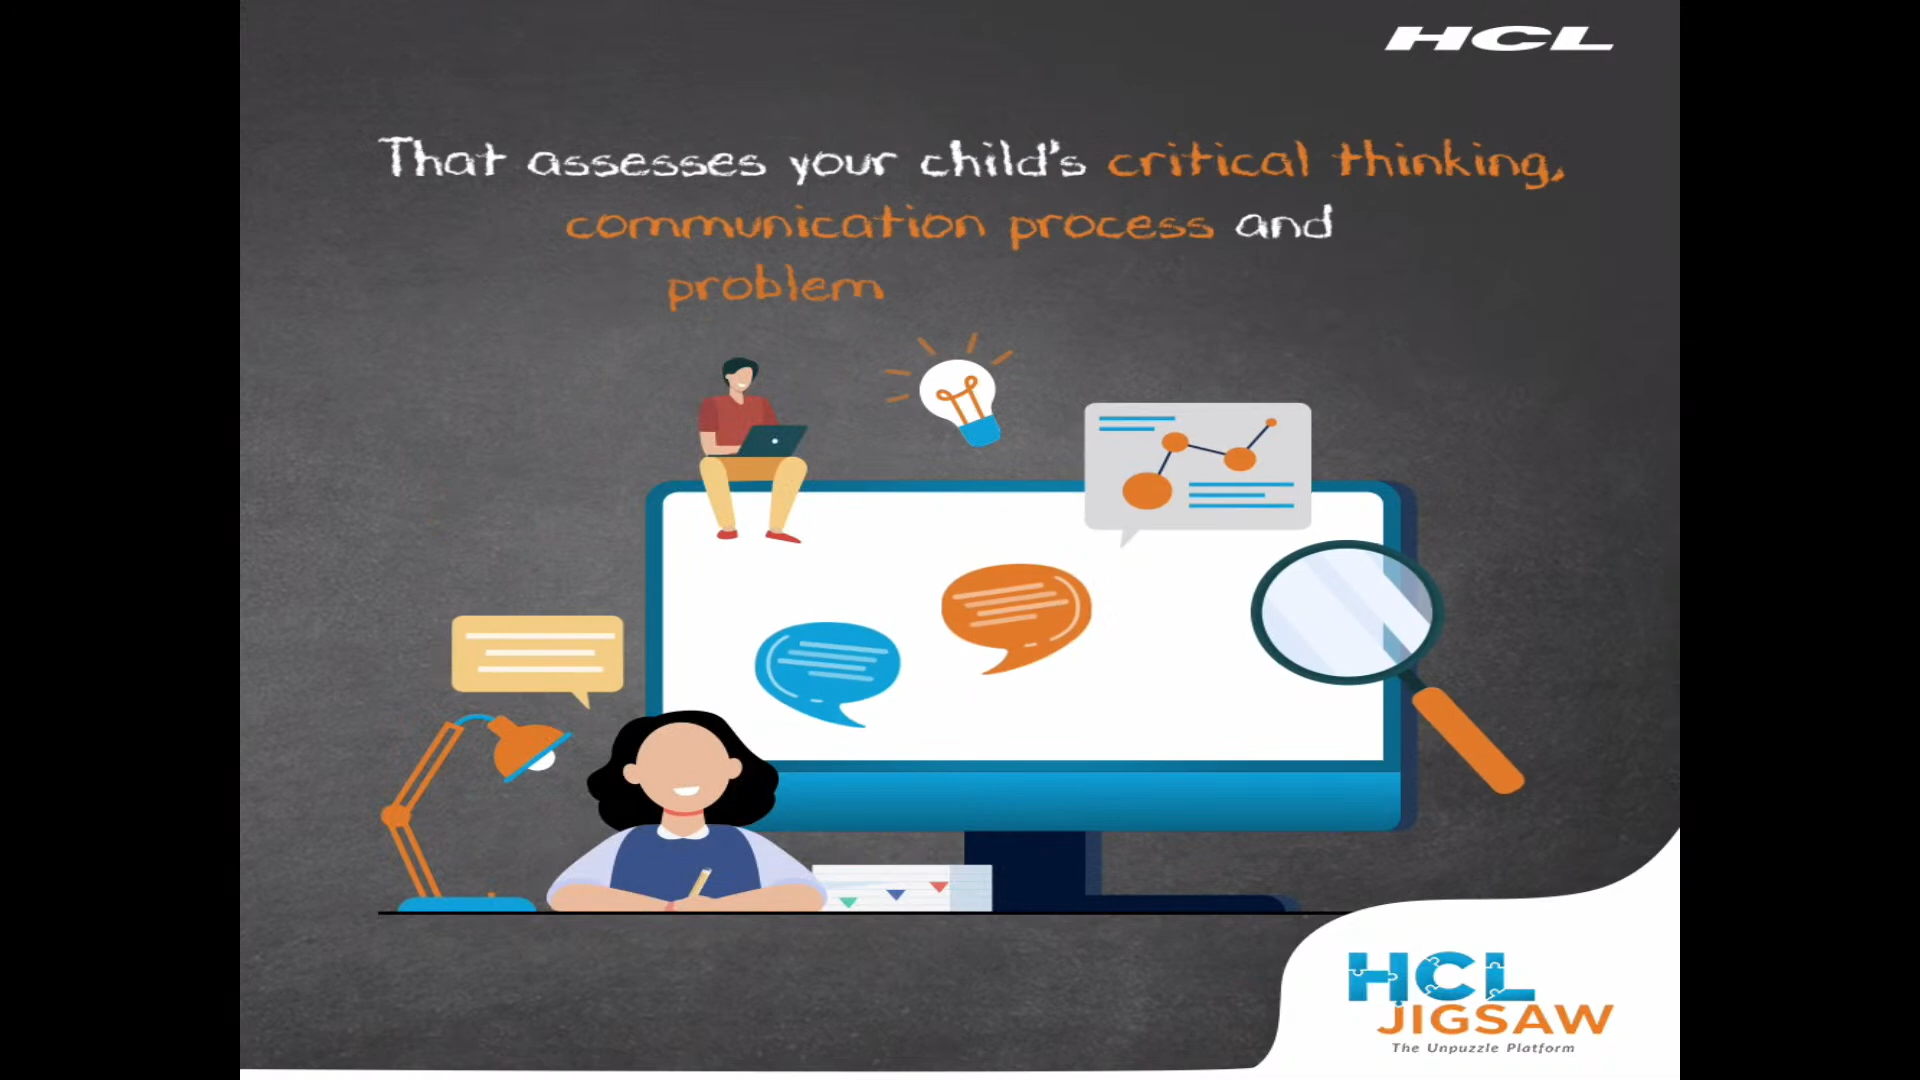 HCL
That assesses your child's critical thinking,
communication process and
problem
HCL
JIGSAW
The Unpuzzle Platform